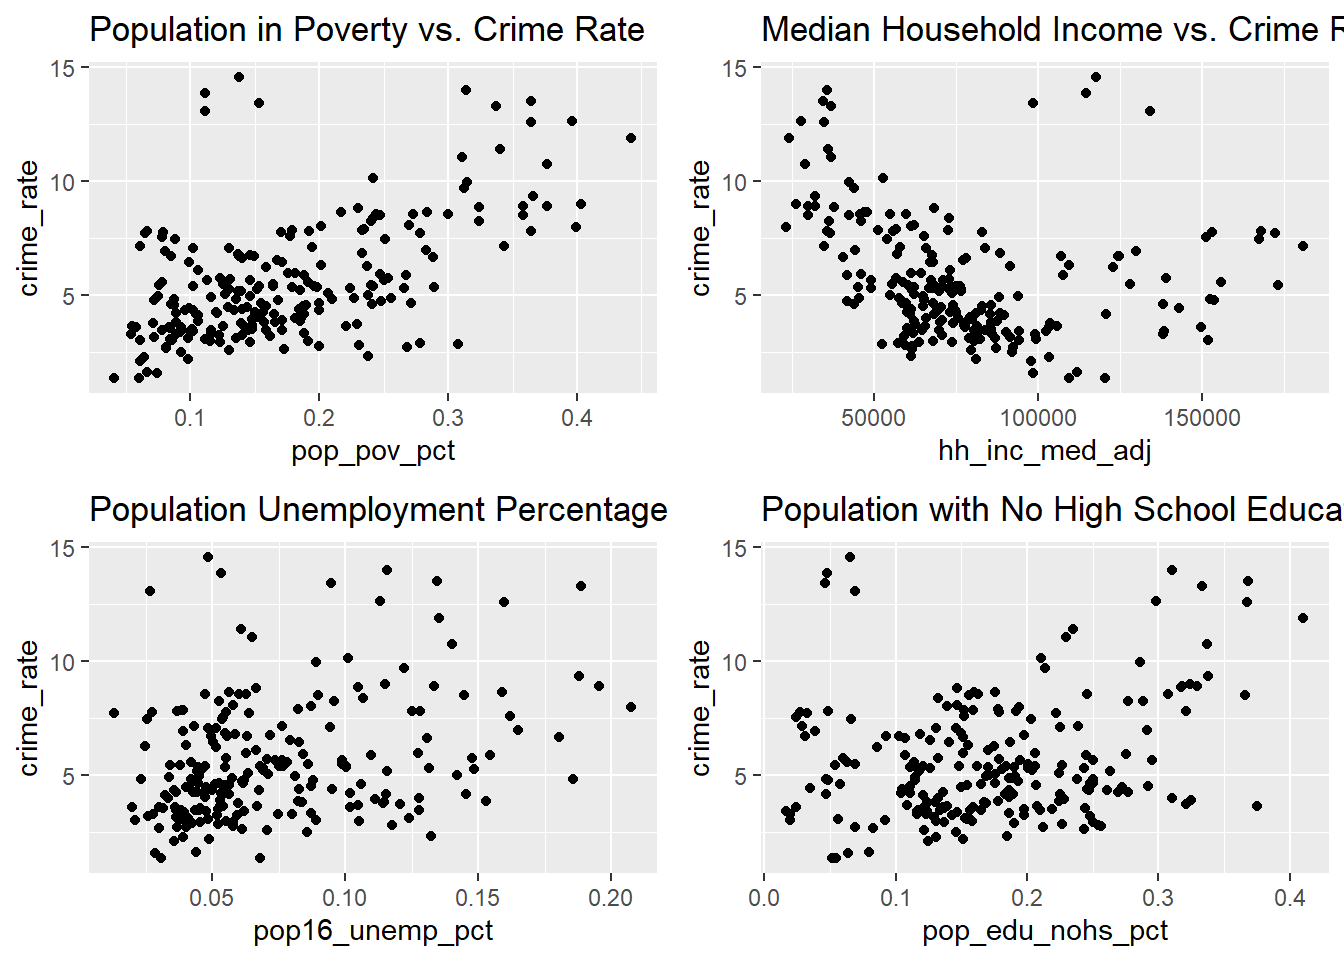 Population in Poverty vs. Crime Rate
15
10
5
crime_rate
0.1 0.2 0.3 0.4
pop_pov_pct
Median Household Income vs. Crime R
15
10
5
crime_rate
50000 100000 150000
hh_inc_med_adj
Population Unemployment Percentage
15
10
5
crime_rate
0.05 0.10 0.15 0.20
pop16_unemp_pct
Population with No High School Educa
15
10
5
crime_rate
0.0 0.1 0.2 0.3 0.4
pop_edu_nohs_pct